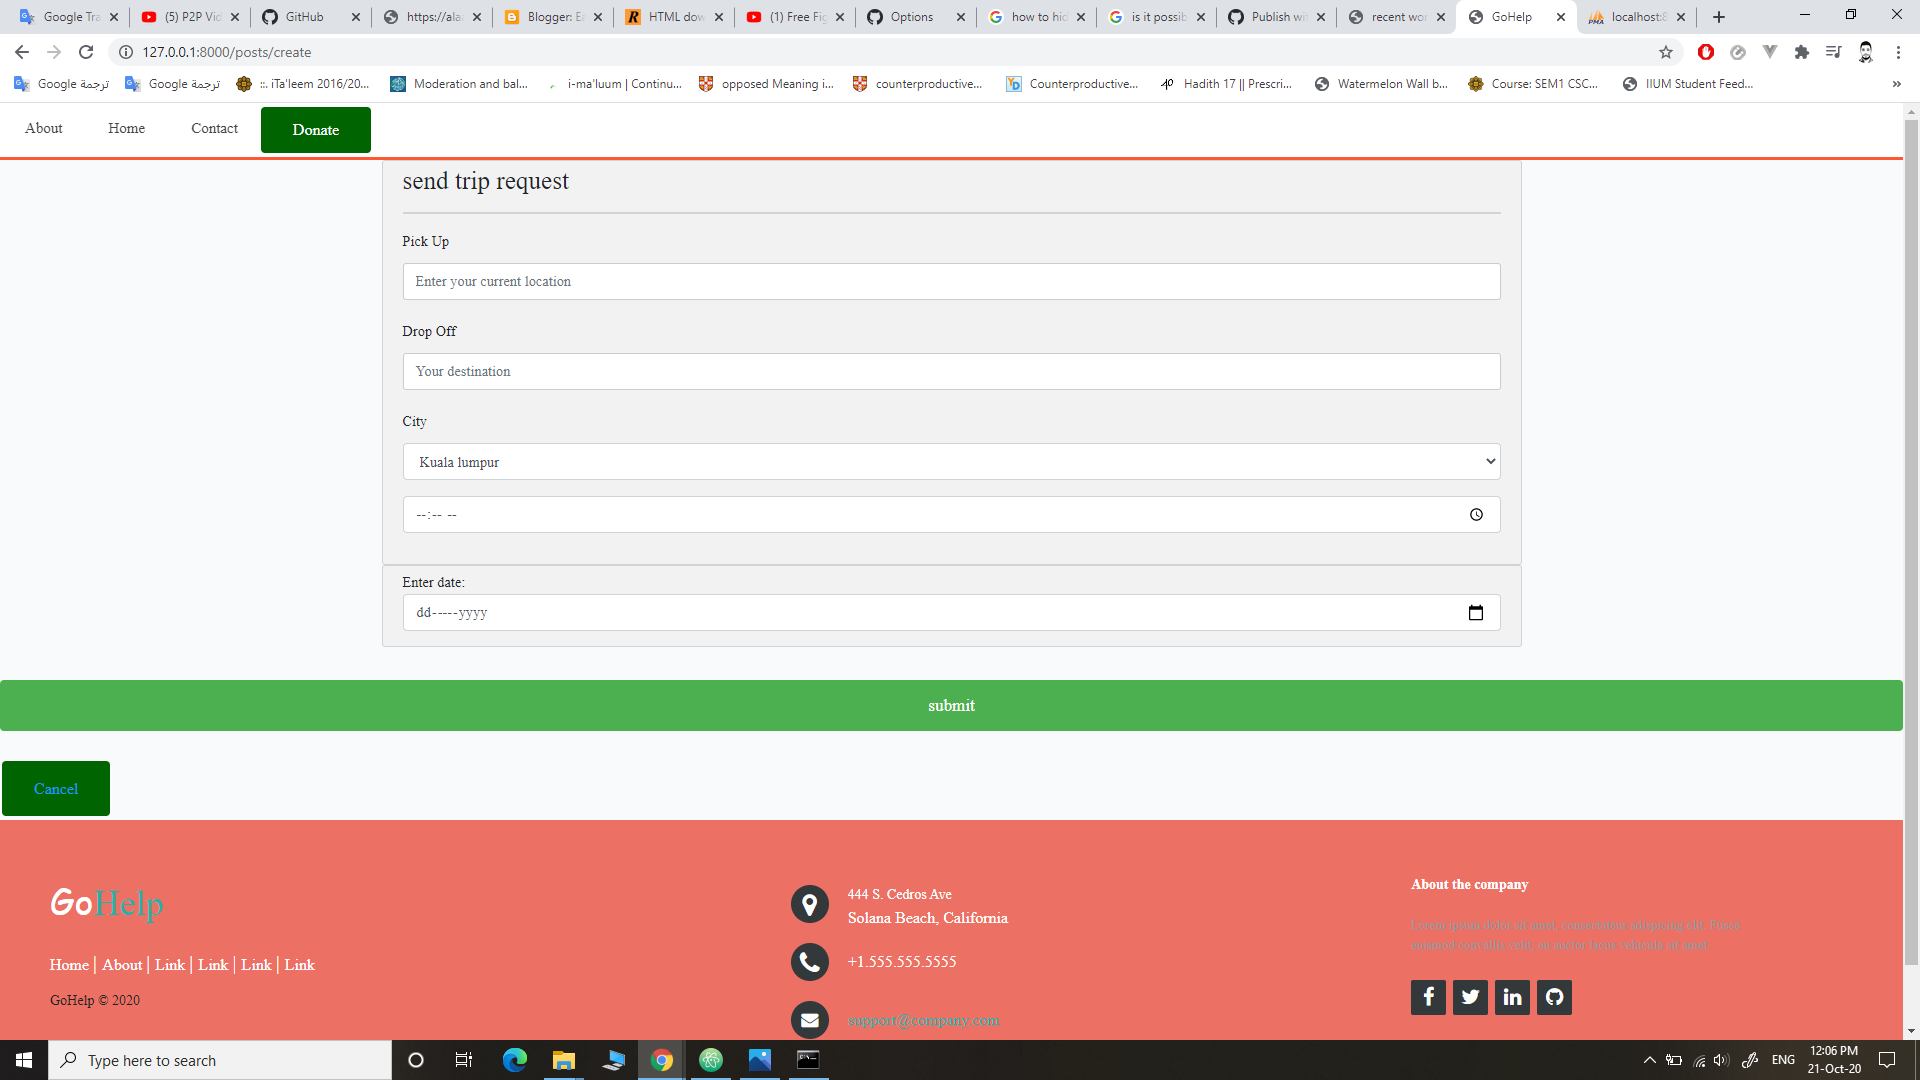 Google Tra
(5) P2P Vid
GitHub
https://ala
Blogger: E
HTML dow
(1) Free Fig
Options
how to hid
is it possib
Publish wit
recent wor
GoHelp
localhost:8
127.0.0.1:8000/posts/create
ترجمة Google
ترجمة Google
::. iTa'leem 2016/20...
Moderation and bal...
i-ma'luum | Continu...
opposed Meaning i...
counterproductive...
Counterproductive...
Hadith 17 || Prescri...
Watermelon Wall b...
Course: SEM1 CSC...
IIUM Student Feed...
»
About
Home
Contact
Donate
send trip request
Pick Up
Enter your current location
Drop Off
Your destination
City
Kuala lumpur
--:-- --
Enter date:
dd-----yyyy
submit
Cancel
GoHelp
Home | About | Link | Link | Link | Link
GoHelp © 2020
444 S. Cedros Ave
Solana Beach, California
+1.555.555.5555
support@company.com
About the company
Lorem ipsum dolor sit amet, consectateur adispicing elit. Fusce
euismod convallis velit, eu auctor lacus vehicula sit amet.
Type here to search
ENG
12:06 PM
21-Oct-20